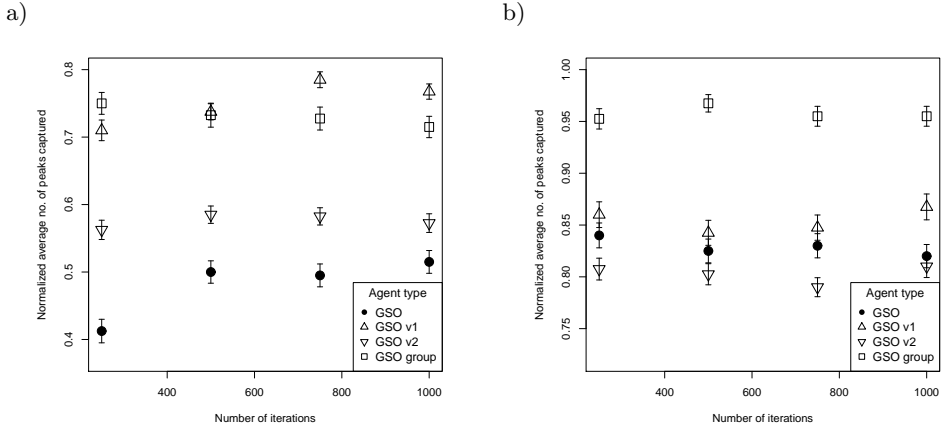 a)
Normalized average no. of peaks captured
0.8
0.7
0.6
0.5
0.4
400 600 800 1000
Number of iterations
Agent type
GSO
GSO v1
GSO v2
GSO group
b)
Normalized average no. of peaks captured
1.00
0.95
0.90
0.85
0.80
0.75
400 600 800 1000
Number of iterations
Agent type
GSO
GSO v1
GSO v2
GSO group